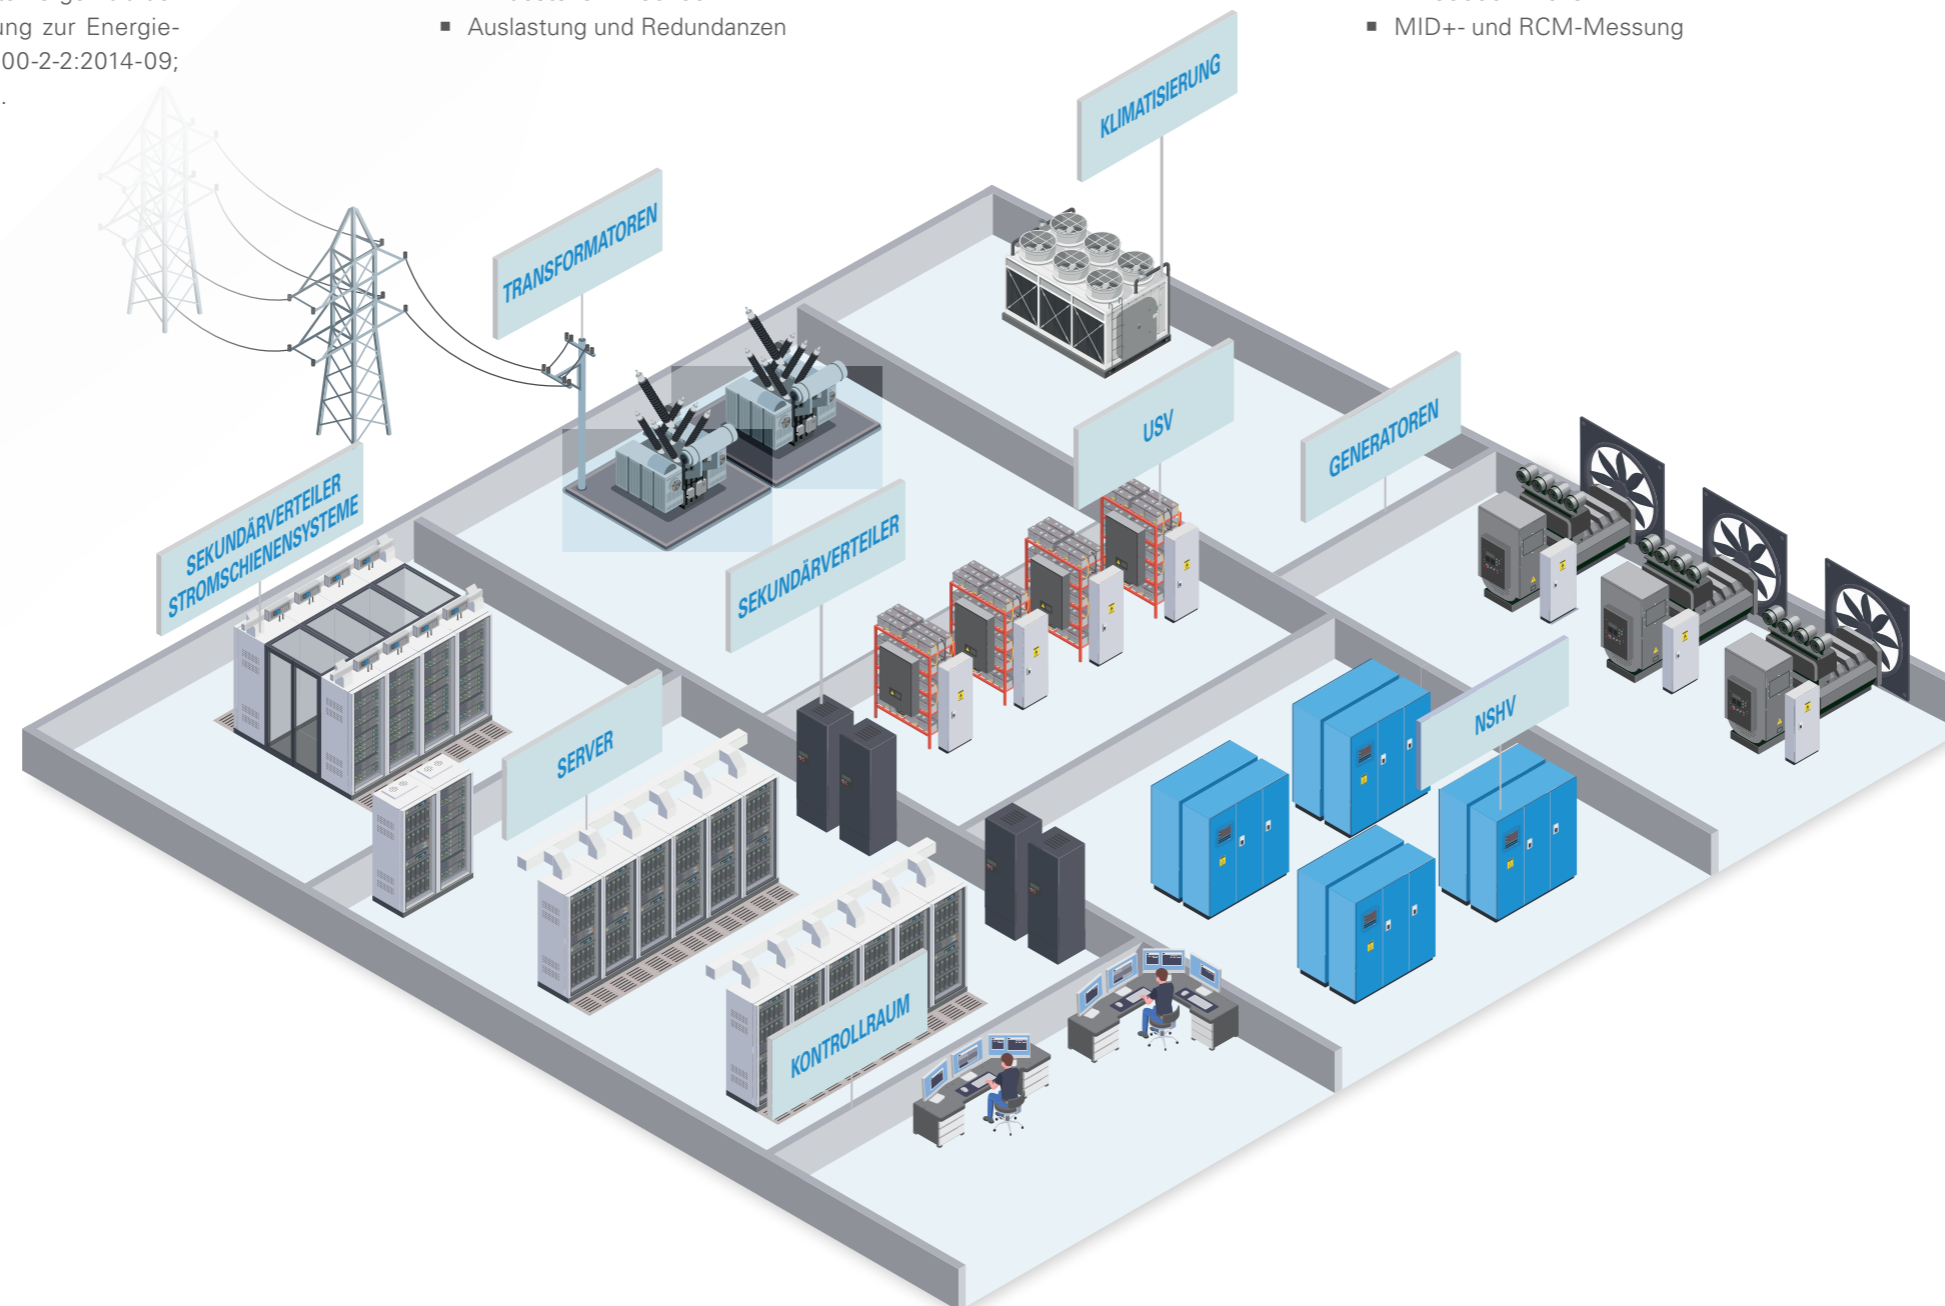 ung zur Energie-
00-2-2:2014-09;
.
■ Auslastung und Redundanzen
■ MID+- und RCM-Messung
KLIMATISIERUNG
TRANSFORMATOREN
USV
GENERATOREN
SEKUNDÄRVERTEILER
STROMSCHIENENSYSTEME
SEKUNDÄRVERTEILER
SERVER
NSHV
KONTROLLRAUM